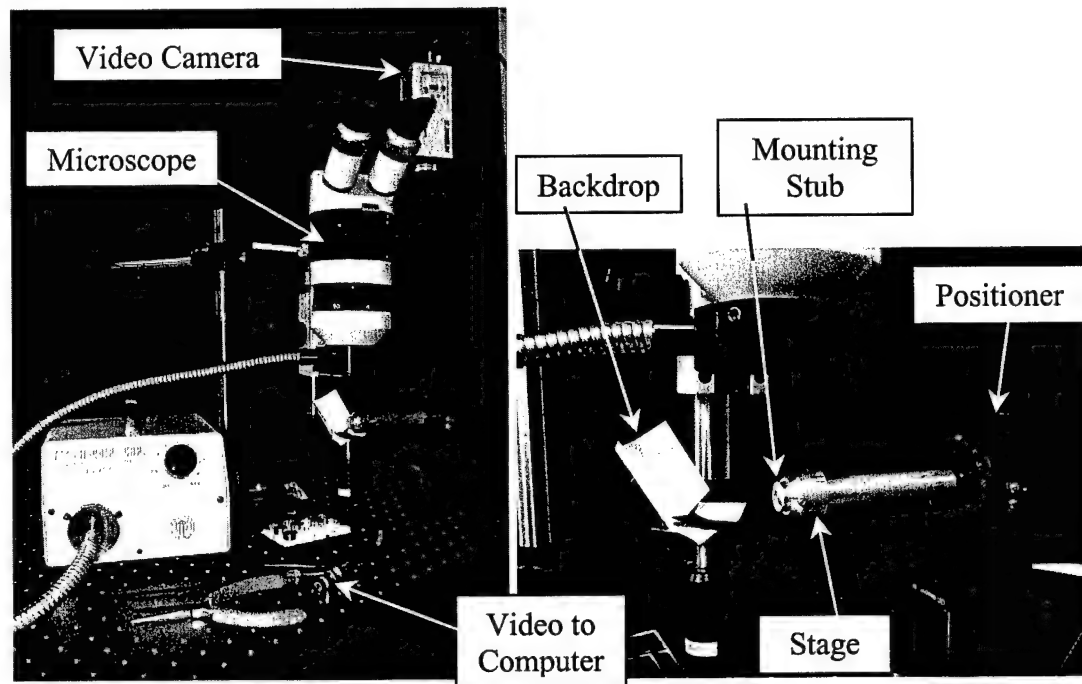 Video Camera
Microscope
Backdrop
Mounting
Stub
Positioner
Video to
Computer
Stage